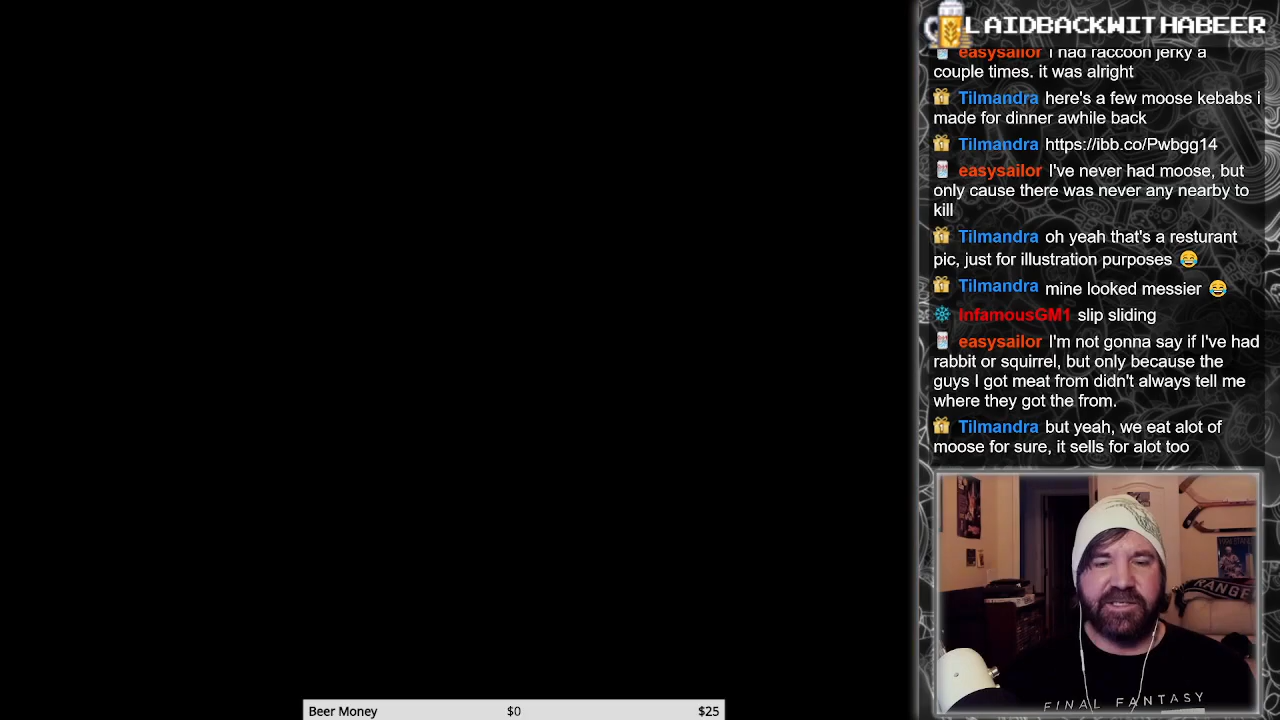 LAIDBACKWITHABEER
easysailor I had raccoon jerky a
couple times. it was alright
Tilmandra here's a few moose kebabs i
made for dinner awhile back
Tilmandra https://ibb.co/Pwbgg14
easysailor I've never had moose, but
only cause there was never any nearby to
kill
Tilmandra oh yeah that's a resturant
pic, just for illustration purposes 😂
Tilmandra mine looked messier 😂
InfamousGM1 slip sliding
easysailor I'm not gonna say if I've had
rabbit or squirrel, but only because the
guys I got meat from didn't always tell me
where they got the from.
Tilmandra but yeah, we eat alot of
moose for sure, it sells for alot too
RANGE
FINAL FANTASY
Beer Money $0 $25